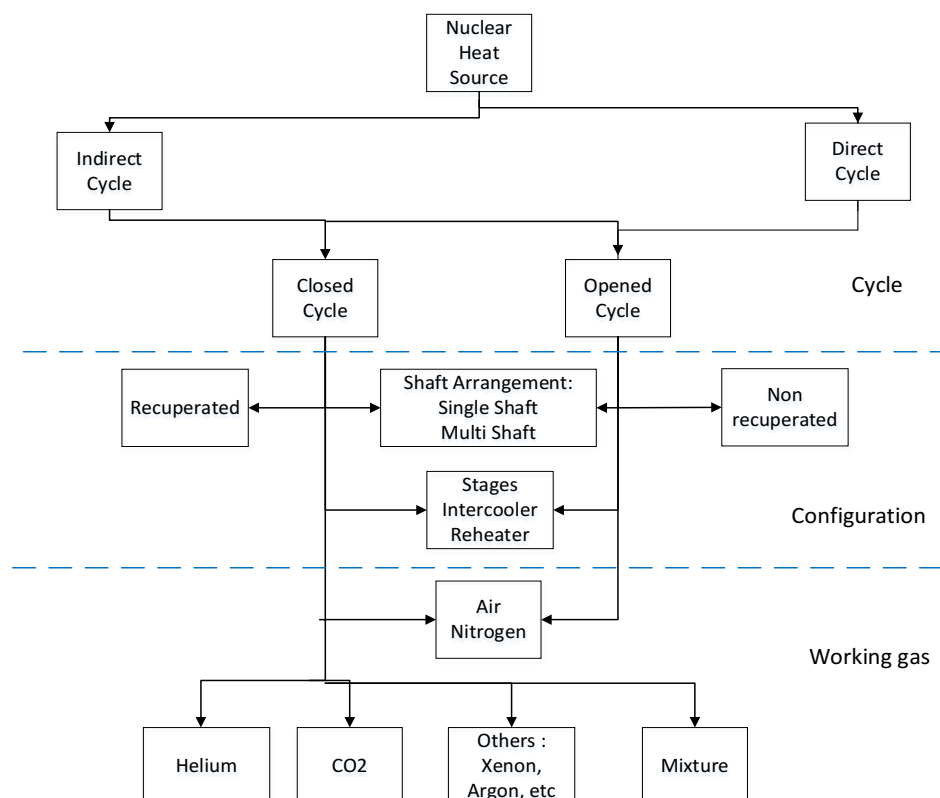 Nuclear
Heat
Source
Indirect
Cycle
Direct
Cycle
Closed
Cycle
Opened
Cycle
Cycle
Recuperated
Shaft Arrangement:
Single Shaft
Multi Shaft
Non
recuperated
Stages
Intercooler
Reheater
Configuration
Air
Nitrogen
Working gas
Helium
CO2
Others :
Xenon,
Argon, etc
Mixture